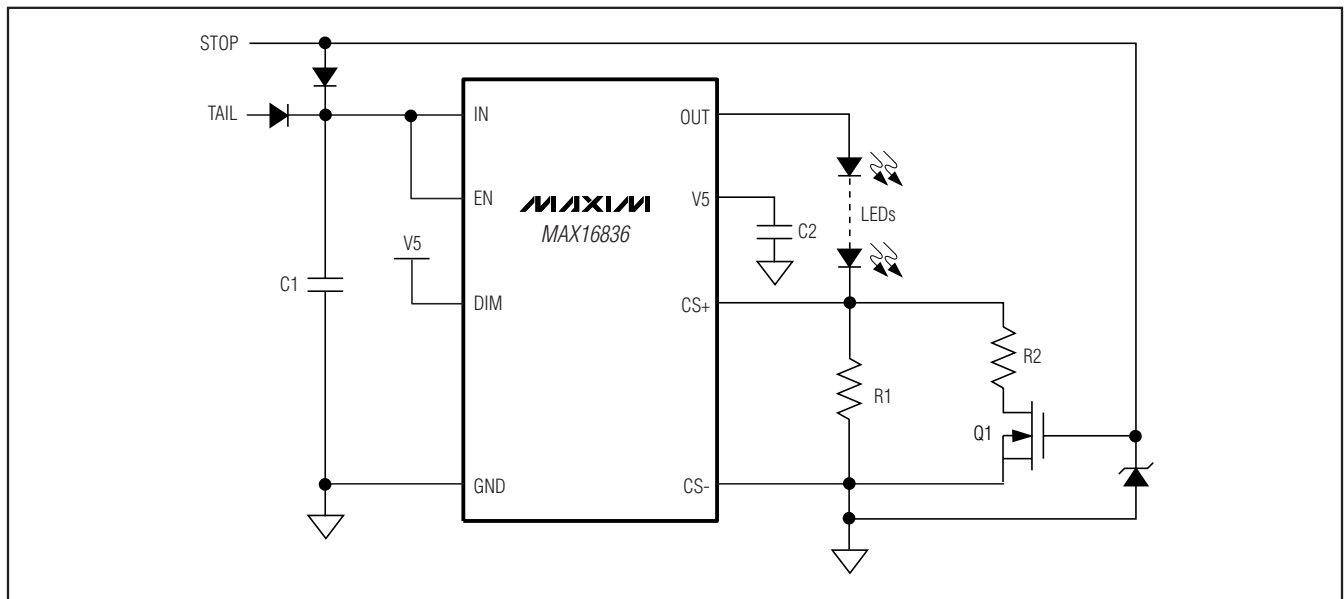 STOP
TAIL
IN
OUT
EN
V5
MAXIM
MAX16836
LEDs
V5
C2
C1
DIM
CS+
R2
R1
Q1
GND
CS-